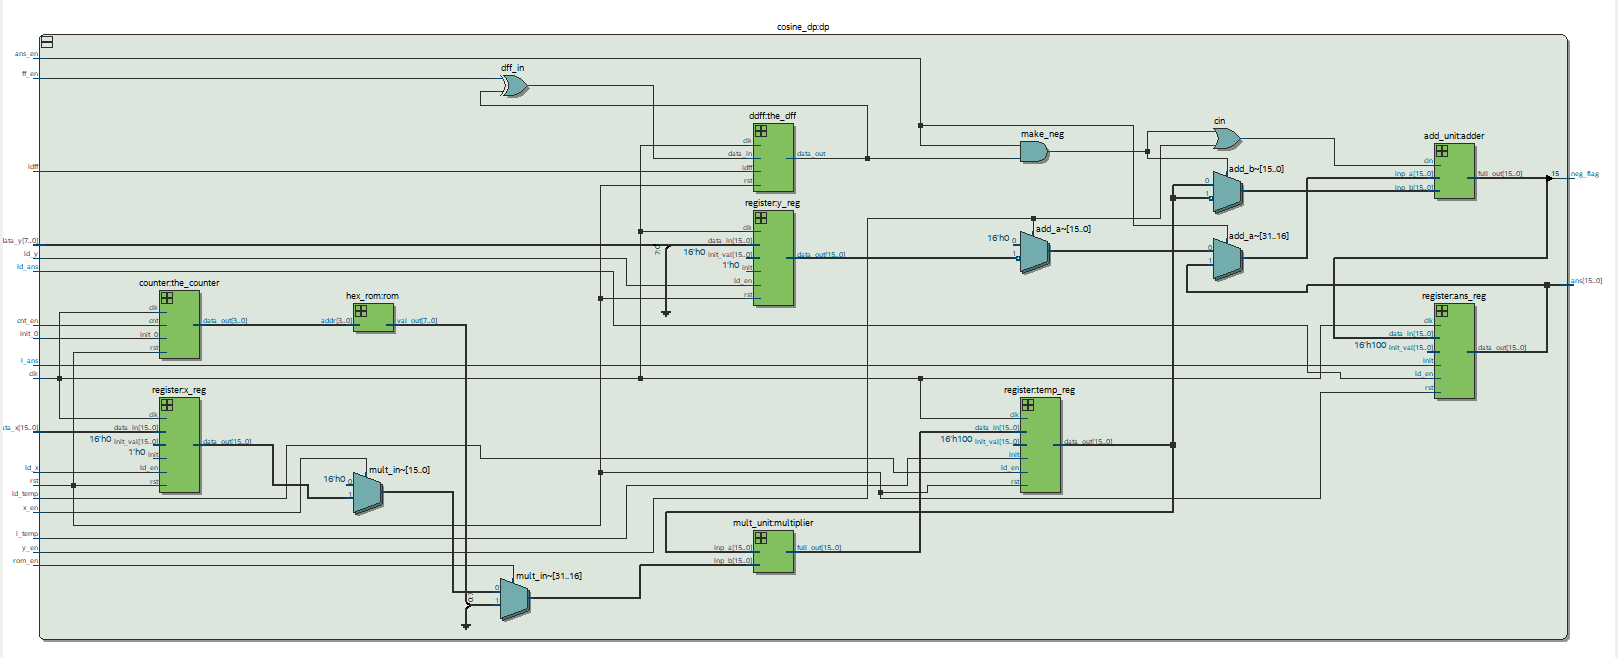 cosine_dp:dp
ans_en
ff_en
ldff
data_y[7..0]
ld_y
ld_ans
cnt_en
init_0
i_ans
clk
ata_x[15..0]
ld_x
rst
ld_temp
x_en
i_temp
y_en
rom_en
dff_in
ddff:the_dff
clk
data_in
ldff
rst
data_out
register:y_reg
clk
data_in[15..0]
16'h0 init_val[15..0]
1'h0 init
ld_en
rst
data_out[15..0]
7:0
counter:the_counter
clk
cnt
init_0
rst
data_out[3..0]
hex_rom:rom
addr[3..0]
val_out[7..0]
register:x_reg
clk
data_in[15..0]
16'h0 init_val[15..0]
1'h0 init
ld_en
rst
data_out[15..0]
mult_in~[15..0]
16'h0 0
1
mult_in~[31..16]
0
1
mult_unit:multiplier
inp_a[15..0]
inp_b[15..0]
full_out[15..0]
make_neg
add_a~[15..0]
16'h0 0
1
register:temp_reg
clk
data_in[15..0]
16'h100 init_val[15..0]
init
ld_en
rst
data_out[15..0]
cin
add_b~[15..0]
0
1
add_a~[31..16]
0
1
add_unit:adder
cin
inp_a[15..0]
inp_b[15..0]
full_out[15..0]
15
neg_flag
ans[15..0]
register:ans_reg
clk
data_in[15..0]
16'h100 init_val[15..0]
init
ld_en
rst
data_out[15..0]